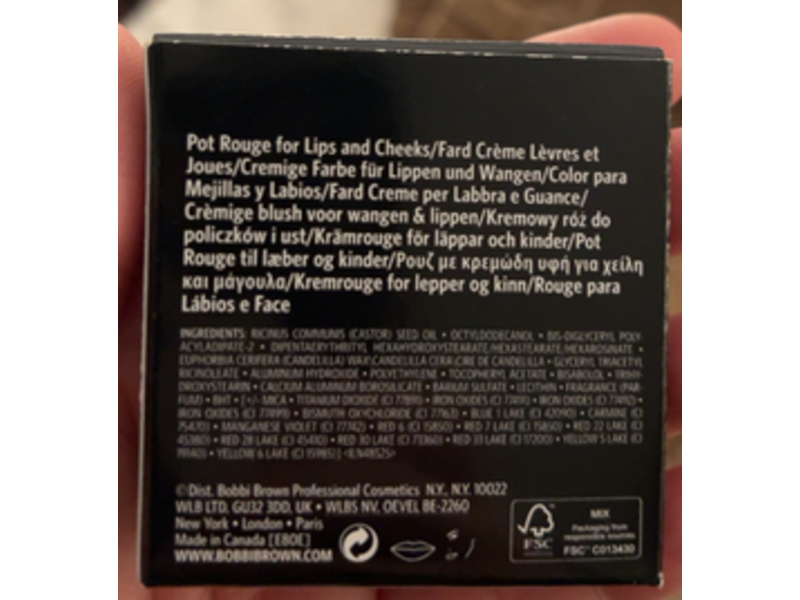 Pot Rouge for Lips and Cheeks/Fard Crème Lèvres et
Joues/Cremige Farbe für Lippen und Wangen/Color para
Mejillas y Labios/Fard Creme per Labbra e Guance/
Crèmige blush voor wangen & lippen/Kremowy róż do
policzków i ust/Krämrouge för läppar och kinder/Pot
Rouge til læber og kinder/Ρουζ με κρεμώδη υφή για χείλη
και μάγουλα/Kremrouge for lepper og kinn/Rouge para
Lábios e Face
INGREDIENTS: RICINUS COMMUNIS (CASTOR) SEED OIL • OCTYLDODECANOL • BIS-DIGLYCERYL POLY-
ACYLADIPATE-2 • DIPENTAERYTHRITYL HEXAHYDROXYSTEARATE/HEXASTEARATE/HEXAROSINATE •
EUPHORBIA CERIFERA (CANDELILLA) WAX\CANDELILLA CERA\CIRE DE CANDELILLA • GLYCERYL TRIACETYL
RICINOLEATE • ALUMINUM HYDROXIDE • POLYETHYLENE • TOCOPHERYL ACETATE • BISABOLOL • TRIHY-
DROXYSTEARIN • CALCIUM ALUMINUM BOROSILICATE • BARIUM SULFATE • LECITHIN • FRAGRANCE (PAR-
FUM) • BHT • [+/- MICA • TITANIUM DIOXIDE (CI 77891) • IRON OXIDES (CI 77491) • IRON OXIDES (CI 77492) •
IRON OXIDES (CI 77499) • BISMUTH OXYCHLORIDE (CI 77163) • BLUE 1 LAKE (CI 42090) • CARMINE (CI
75470) • MANGANESE VIOLET (CI 77742) • RED 6 (CI 15850) • RED 7 LAKE (CI 15850) • RED 22 LAKE (CI
45380) • RED 28 LAKE (CI 45410) • RED 30 LAKE (CI 73360) • RED 33 LAKE (CI 17200) • YELLOW 5 LAKE (CI
19140) • YELLOW 6 LAKE (CI 15985)] <ILN48525>
©Dist. Bobbi Brown Professional Cosmetics N.Y., N.Y. 10022
WLB LTD, GU32 3DD, UK • WLBS NV, OEVEL BE-2260
New York • London • Paris
Made in Canada [E8DE]
WWW.BOBBIBROWN.COM
FSC
MIX
Packaging from
responsible sources
FSC™ C013430